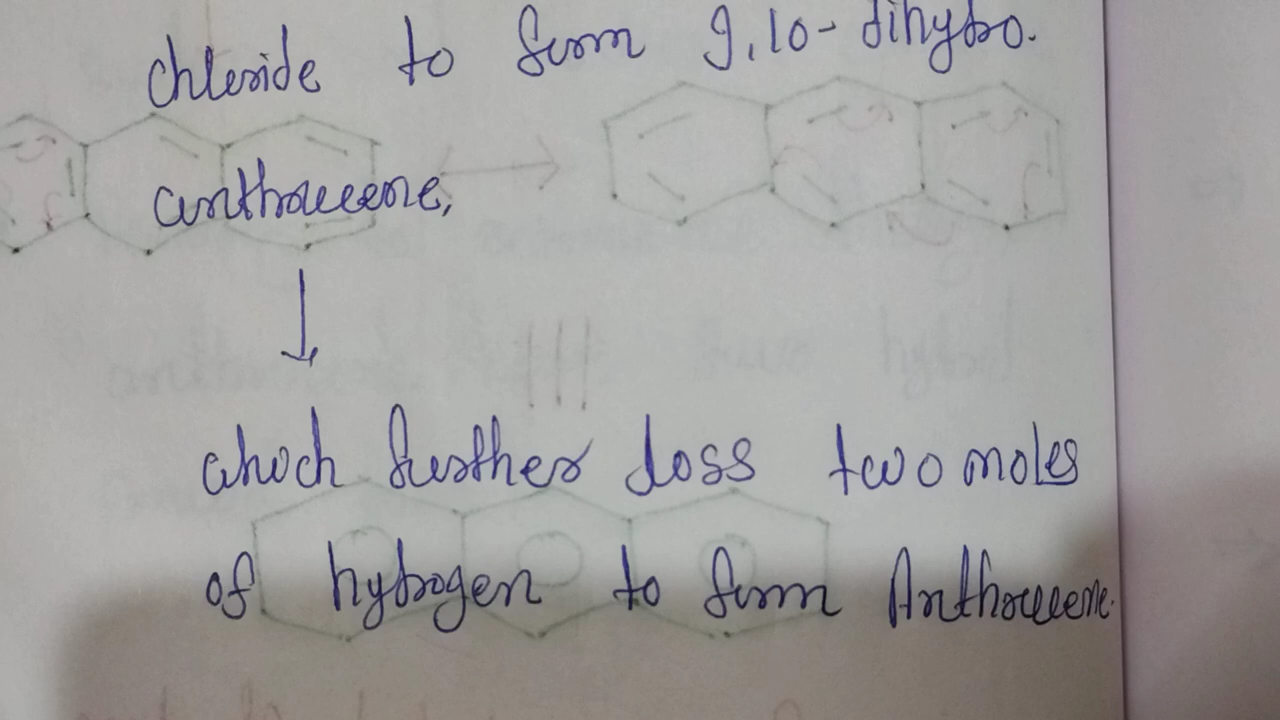 chloride to form 9,10-dihydro.
anthracene,
which further loss two moles
of hydrogen to form Anthracene.